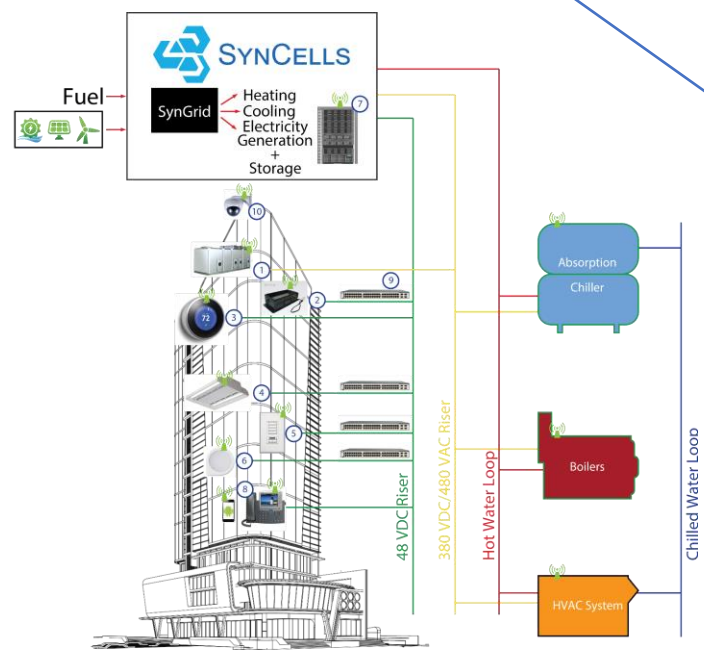 SYNCELLS
Fuel
SynGrid
Heating
Cooling
Electricity
Generation
+
Storage
7
10
1
2
9
72
3
4
5
6
8
48 VDC Riser
380 VDC/480 VAC Riser
Hot Water Loop
Chilled Water Loop
Absorption
Chiller
Boilers
HVAC System